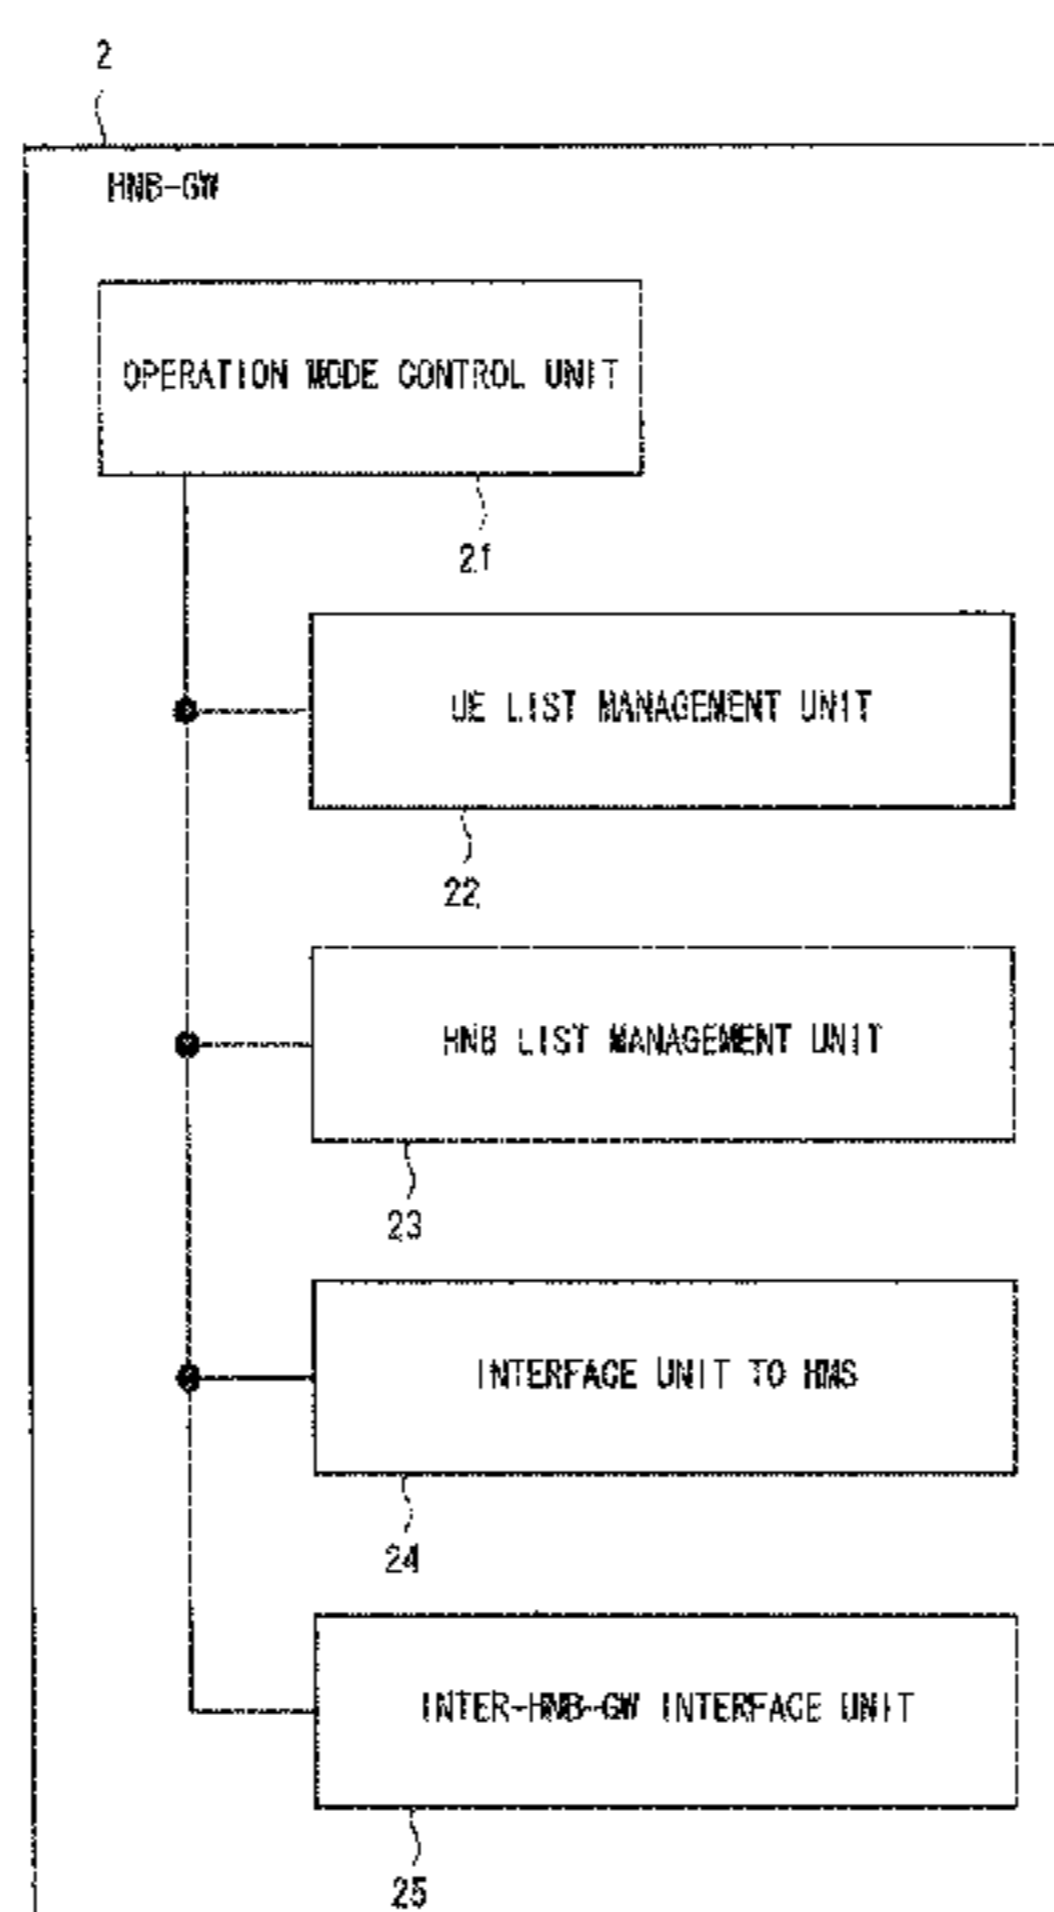 2
HNB-GW
OPERATION MODE CONTROL UNIT
21
UE LIST MANAGEMENT UNIT
22
HNB LIST MANAGEMENT UNIT
23
INTERFACE UNIT TO HMS
24
INTER-HNB-GW INTERFACE UNIT
25